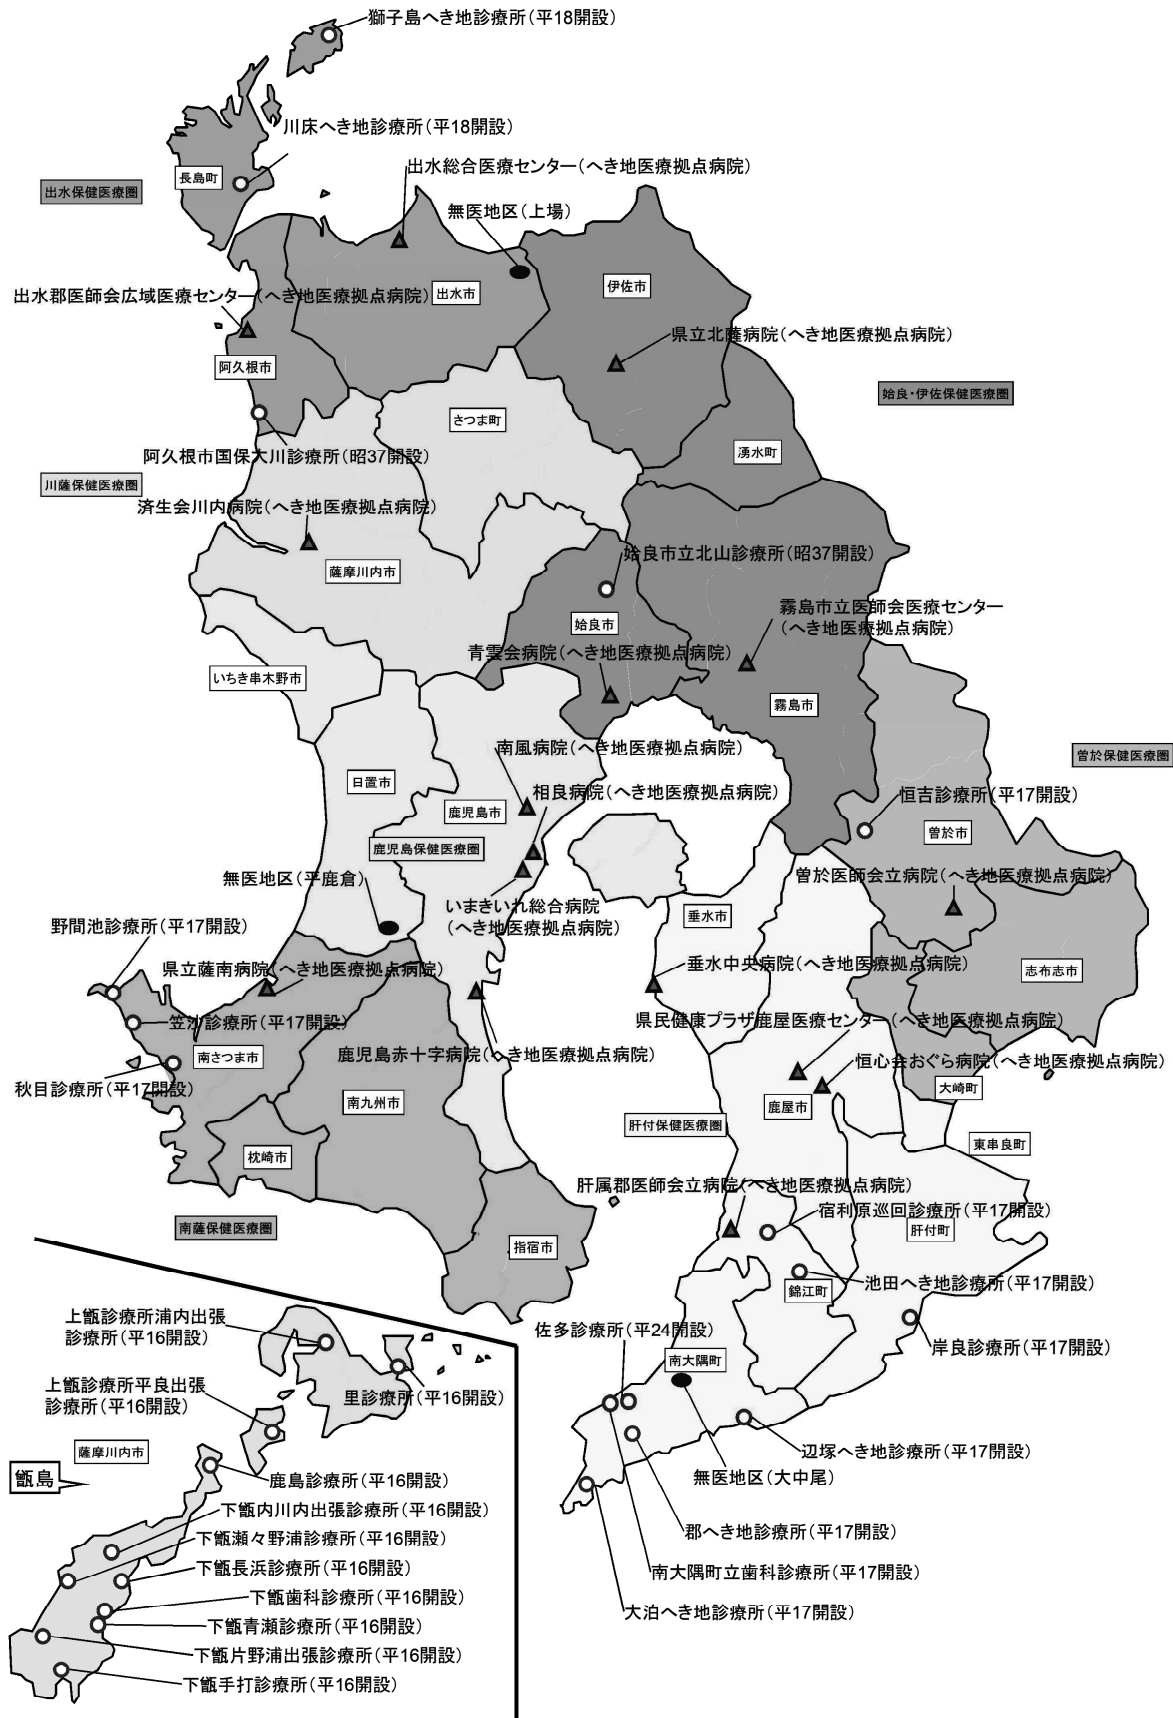 獅子島へき地診療所(平18開設)
川床へき地診療所(平18開設)
長島町
出水保健医療圏
出水総合医療センター(へき地医療拠点病院)
無医地区(上場)
出水郡医師会広域医療センター(へき地医療拠点病院)
出水市
伊佐市
県立北薩病院(へき地医療拠点病院)
阿久根市
姶良・伊佐保健医療圏
さつま町
湧水町
阿久根市国保大川診療所(昭37開設)
川薩保健医療圏
済生会川内病院(へき地医療拠点病院)
姶良市立北山診療所(昭37開設)
薩摩川内市
霧島市立医師会医療センター
(へき地医療拠点病院)
姶良市
青雲会病院(へき地医療拠点病院)
いちき串木野市
霧島市
南風病院(へき地医療拠点病院)
曽於保健医療圏
日置市
相良病院(へき地医療拠点病院)
恒吉診療所(平17開設)
鹿児島市
曽於市
鹿児島保健医療圏
無医地区(平鹿倉)
曽於医師会立病院(へき地医療拠点病院)
いまきいれ総合病院
(へき地医療拠点病院)
垂水市
野間池診療所(平17開設)
県立薩南病院(へき地医療拠点病院)
垂水中央病院(へき地医療拠点病院)
志布志市
笠沙診療所(平17開設)
県民健康プラザ鹿屋医療センター(へき地医療拠点病院)
南さつま市
鹿児島赤十字病院(へき地医療拠点病院)
恒心会おぐら病院(へき地医療拠点病院)
秋目診療所(平17開設)
大崎町
南九州市
鹿屋市
肝付保健医療圏
東串良町
枕崎市
肝属郡医師会立病院(へき地医療拠点病院)
宿利原巡回診療所(平17開設)
南薩保健医療圏
肝付町
指宿市
池田へき地診療所(平17開設)
錦江町
上甑診療所浦内出張
診療所(平16開設)
佐多診療所(平24開設)
岸良診療所(平17開設)
南大隅町
上甑診療所平良出張
診療所(平16開設)
里診療所(平16開設)
薩摩川内市
辺塚へき地診療所(平17開設)
甑島
鹿島診療所(平16開設)
無医地区(大中尾)
下甑内川内出張診療所(平16開設)
郡へき地診療所(平17開設)
下甑瀬々野浦診療所(平16開設)
下甑長浜診療所(平16開設)
南大隅町立歯科診療所(平17開設)
下甑歯科診療所(平16開設)
大泊へき地診療所(平17開設)
下甑青瀬診療所(平16開設)
下甑片野浦出張診療所(平16開設)
下甑手打診療所(平16開設)